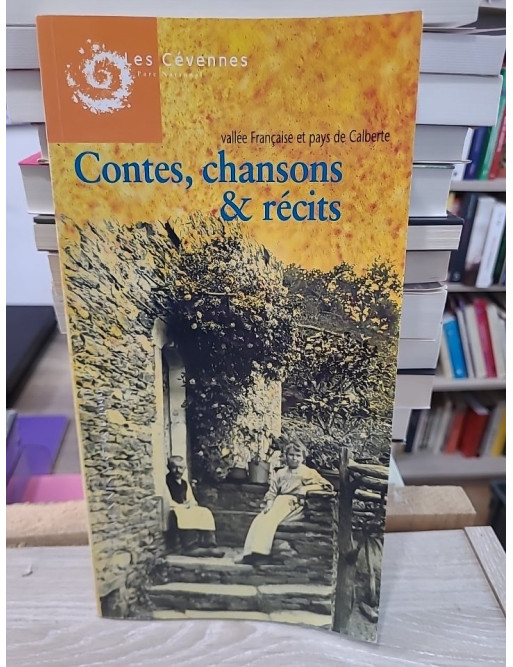 Les Cévennes
Parc National
vallée Française et pays de Calberte
Contes, chansons
& récits